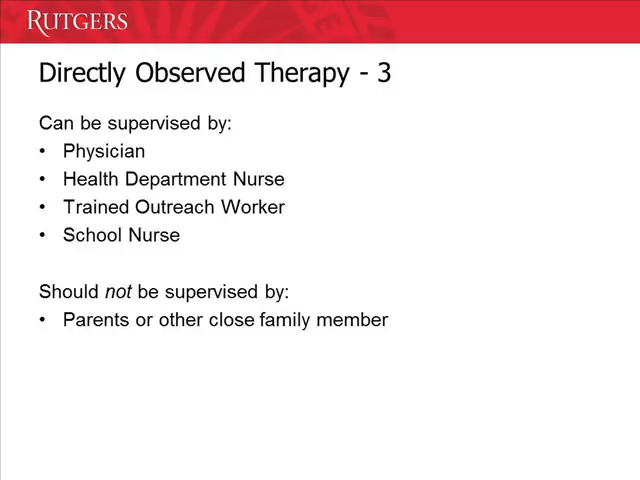 RUTGERS
Directly Observed Therapy - 3
Can be supervised by:
• Physician
• Health Department Nurse
• Trained Outreach Worker
• School Nurse
Should not be supervised by:
• Parents or other close family member